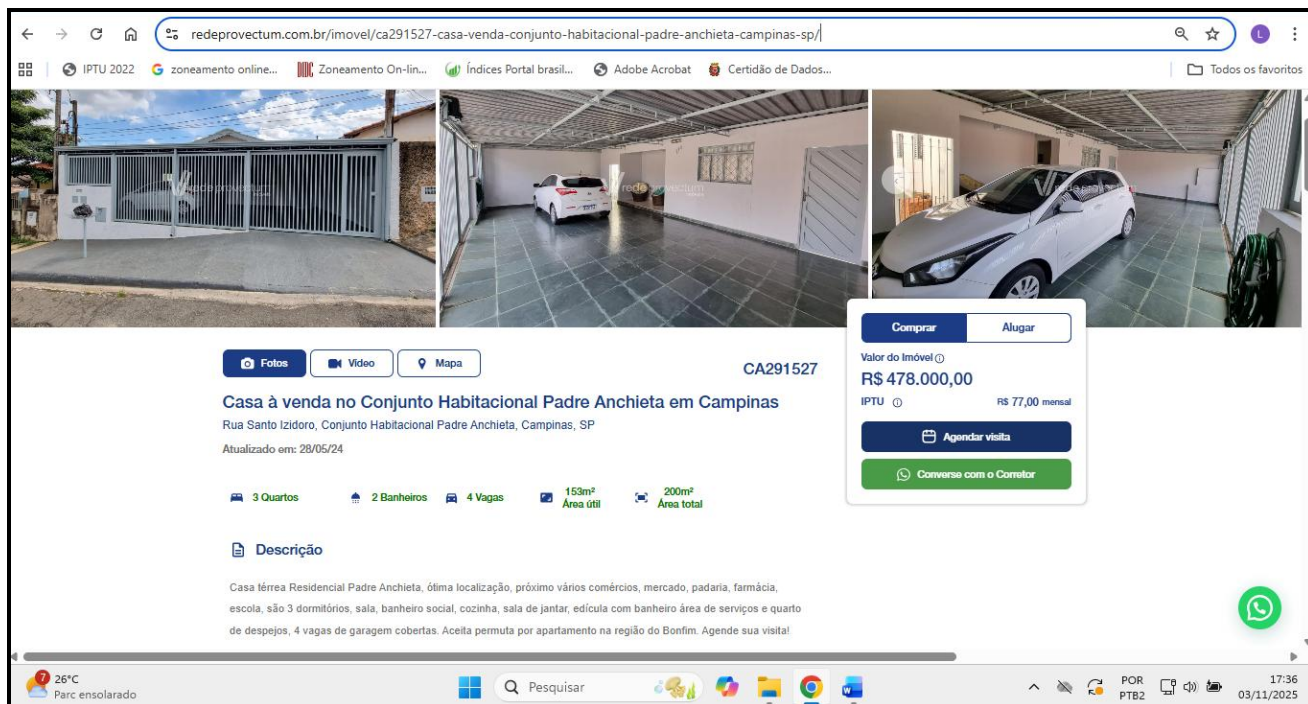 redeprovectum.com.br/imovel/ca291527-casa-venda-conjunto-habitacional-padre-anchieta-campinas-sp/
L
IPTU 2022
zoneamento online...
Zoneamento On-lin...
Índices Portal brasil...
Adobe Acrobat
Certidão de Dados...
Todos os favoritos
rede provectum
rede provectum
Comprar
Alugar
Valor do Imóvel
R$ 478.000,00
IPTU
R$ 77,00 mensal
Agendar visita
Converse com o Corretor
Fotos
Vídeo
Mapa
CA291527
Casa à venda no Conjunto Habitacional Padre Anchieta em Campinas
Rua Santo Izidoro, Conjunto Habitacional Padre Anchieta, Campinas, SP
Atualizado em: 28/05/24
3 Quartos
2 Banheiros
4 Vagas
153m²
Área útil
200m²
Área total
Descrição
Casa térrea Residencial Padre Anchieta, ótima localização, próximo vários comércios, mercado, padaria, farmácia,
escola, são 3 dormitórios, sala, banheiro social, cozinha, sala de jantar, edícula com banheiro área de serviços e quarto
de despejos, 4 vagas de garagem cobertas. Aceita permuta por apartamento na região do Bonfim. Agende sua visita!
7
26°C
Parc ensolarado
Pesquisar
POR
PTB2
17:36
03/11/2025